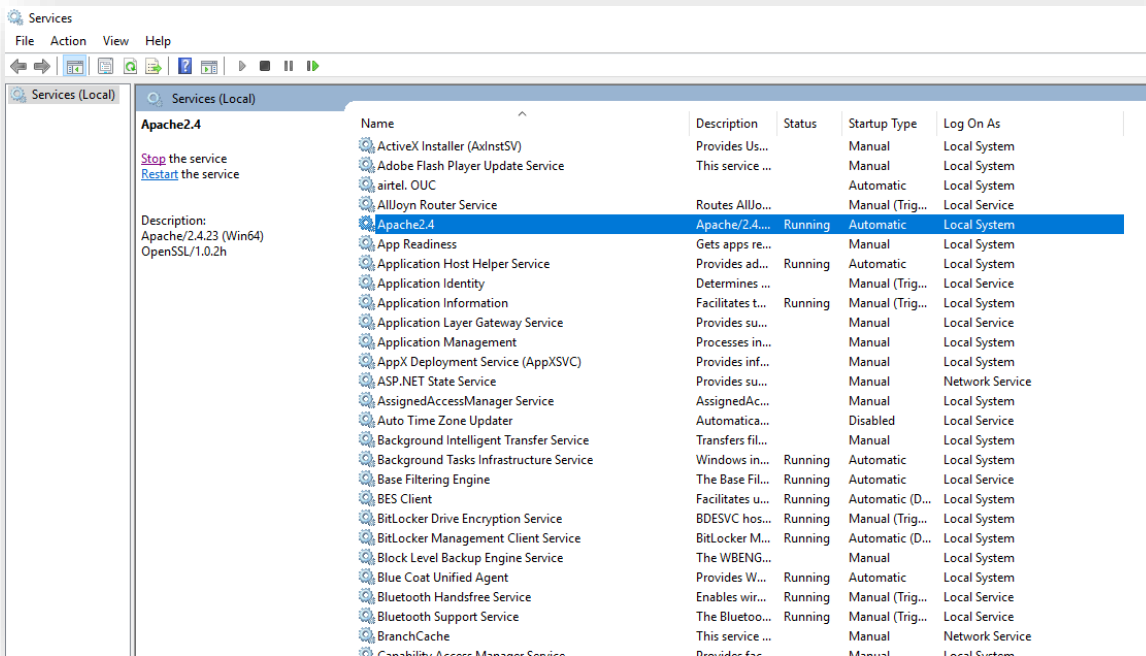 Services
File Action View Help
Services (Local)
Services (Local)
Apache2.4
Stop the service
Restart the service
Description:
Apache/2.4.23 (Win64)
OpenSSL/1.0.2h
Name Description Status Startup Type Log On As
ActiveX Installer (AxInstSV) Provides Us... Manual Local System
Adobe Flash Player Update Service This service ... Manual Local System
airtel. OUC Automatic Local System
AllJoyn Router Service Routes AllJo... Manual (Trig... Local Service
Apache2.4 Apache/2.4.... Running Automatic Local System
App Readiness Gets apps re... Manual Local System
Application Host Helper Service Provides ad... Running Automatic Local System
Application Identity Determines ... Manual (Trig... Local Service
Application Information Facilitates t... Running Manual (Trig... Local System
Application Layer Gateway Service Provides su... Manual Local Service
Application Management Processes in... Manual Local System
AppX Deployment Service (AppXSVC) Provides inf... Manual Local System
ASP.NET State Service Provides su... Manual Network Service
AssignedAccessManager Service AssignedAc... Manual Local System
Auto Time Zone Updater Automatica... Disabled Local Service
Background Intelligent Transfer Service Transfers fil... Manual Local System
Background Tasks Infrastructure Service Windows in... Running Automatic Local System
Base Filtering Engine The Base Fil... Running Automatic Local Service
BES Client Facilitates u... Running Automatic (D... Local System
BitLocker Drive Encryption Service BDESVC hos... Running Manual (Trig... Local System
BitLocker Management Client Service BitLocker M... Running Automatic (D... Local System
Block Level Backup Engine Service The WBENG... Manual Local System
Blue Coat Unified Agent Provides W... Running Automatic Local System
Bluetooth Handsfree Service Enables wir... Running Manual (Trig... Local Service
Bluetooth Support Service The Bluetoo... Running Manual (Trig... Local Service
BranchCache This service ... Manual Network Service
Capability Access Manager Service Provides fac... Manual Local System